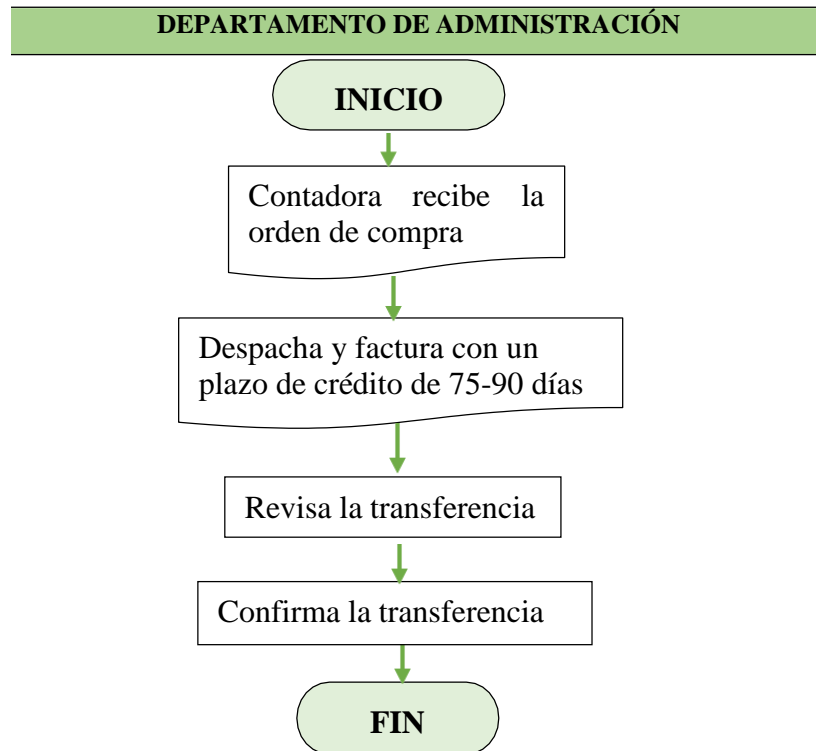 DEPARTAMENTO DE ADMINISTRACIÓN
INICIO
Contadora recibe la
orden de compra
Despacha y factura con un
plazo de crédito de 75-90 días
Revisa la transferencia
Confirma la transferencia
FIN